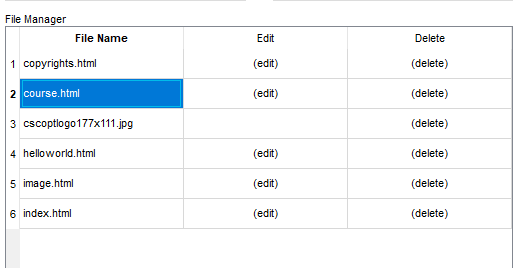 File Manager
File Name Edit Delete
1 copyrights.html (edit) (delete)
2 course.html (edit) (delete)
3 cscoptlogo177x111.jpg (delete)
4 helloworld.html (edit) (delete)
5 image.html (edit) (delete)
6 index.html (edit) (delete)